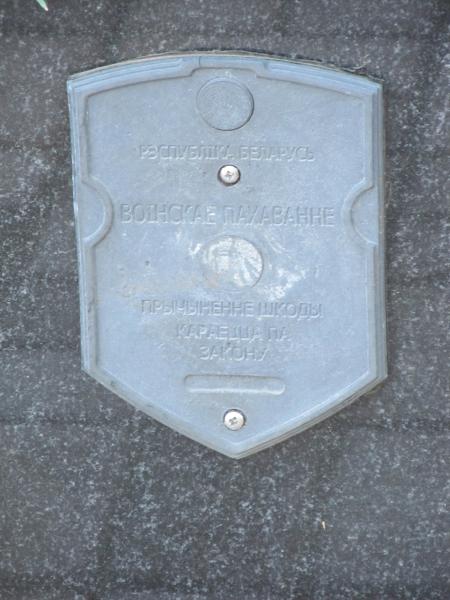 РЭСПУБЛІКА БЕЛАРУСЬ
ВОІНСКАЕ ПАХАВАННЕ
ПРЫЧЫНЕННЕ ШКОДЫ
КАРАЕЦЦА ПА
ЗАКОНУ